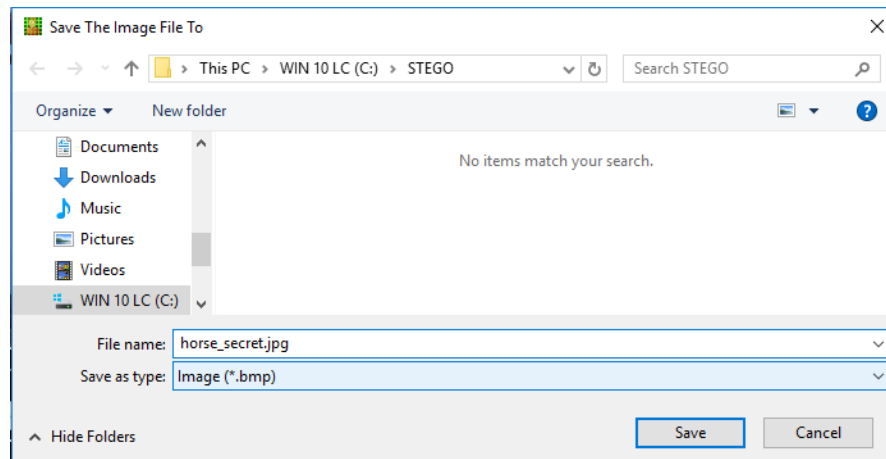 Save The Image File To
This PC > WIN 10 LC (C:) > STEGO
Search STEGO
Organize
New folder
Documents
Downloads
Music
Pictures
Videos
WIN 10 LC (C:)
No items match your search.
File name: horse_secret.jpg
Save as type: Image (*.bmp)
Hide Folders
Save
Cancel